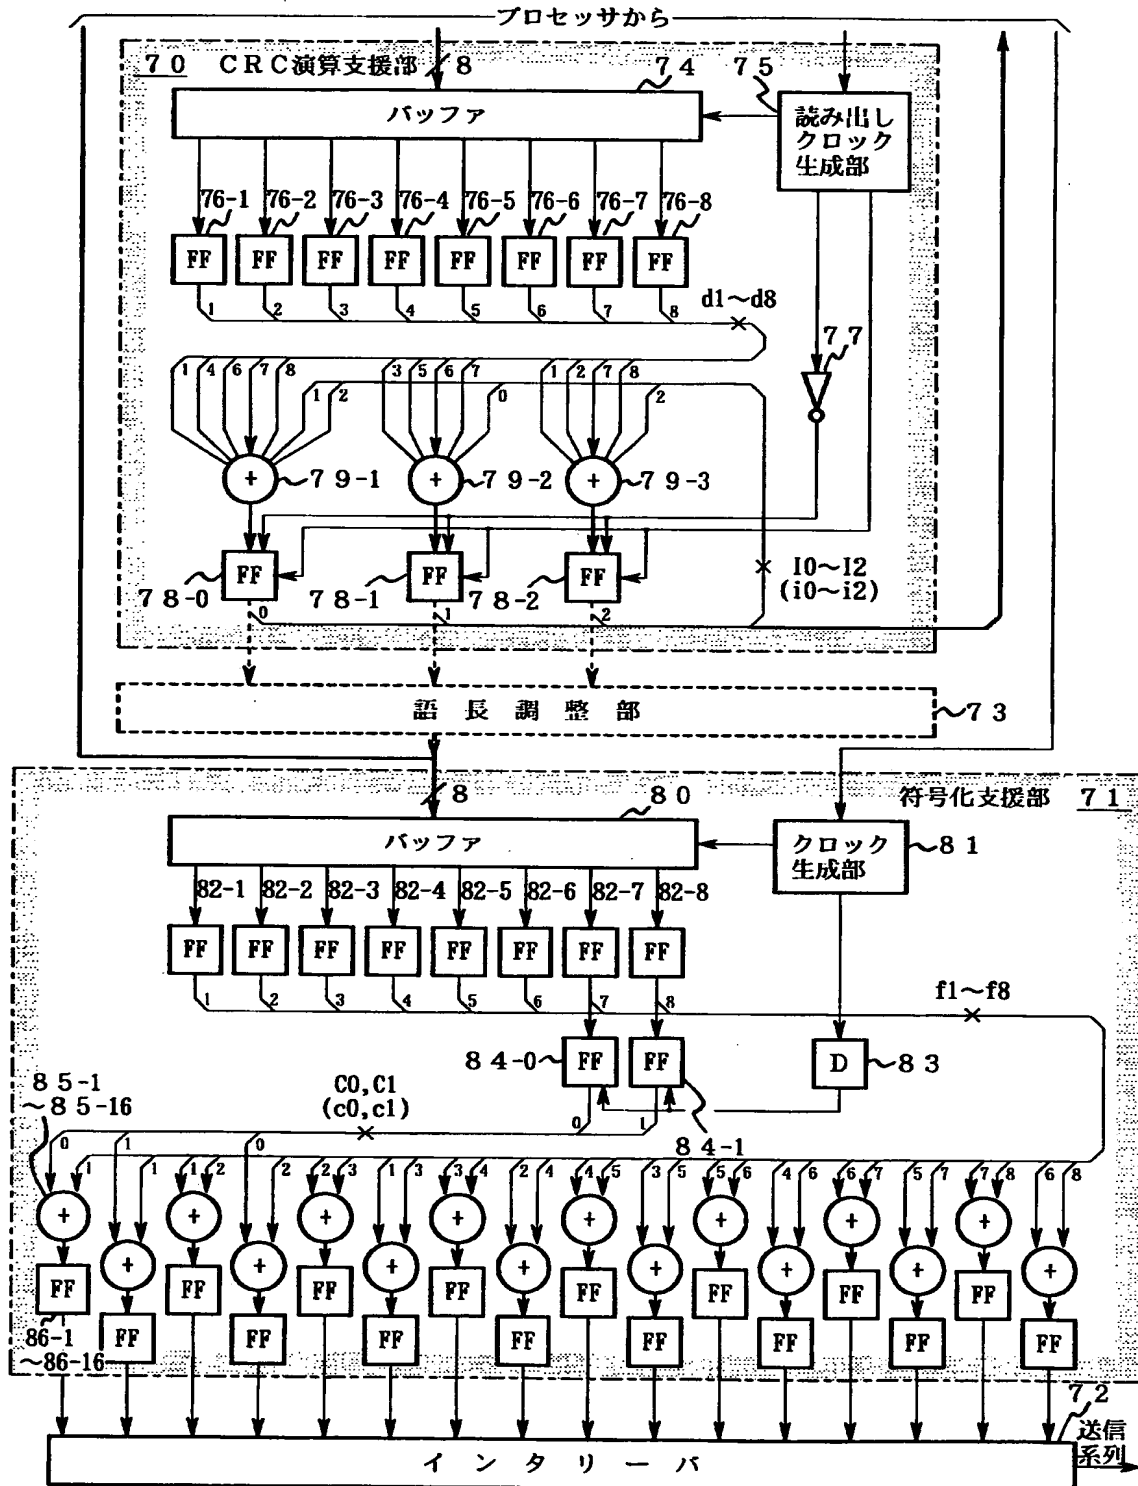 プロセッサから
70 CRC演算支援部 8 74 75
バッファ
読み出し
クロック
生成部
76-1 76-2 76-3 76-4 76-5 76-6 76-7 76-8
FF FF FF FF FF FF FF FF
1 2 3 4 5 6 7 8
d1～d8
77
1 4 6 7 8 1 2 3 5 6 7 0 1 2 7 8 2
+ 79-1 + 79-2 + 79-3
FF FF FF
78-0 78-1 78-2
I0～I2
(i0～i2)
0 1 2
語長調整部 73
8 80 符号化支援部 71
バッファ
クロック
生成部
81
82-1 82-2 82-3 82-4 82-5 82-6 82-7 82-8
FF FF FF FF FF FF FF FF
1 2 3 4 5 6 7 8
f1～f8
84-0 FF FF D 83
85-1
～85-16
C0,C1
(c0,c1)
0 1
84-1
0 1 1 1 1 2 0 2 2 3 1 3 3 4 2 4 4 5 3 5 5 6 4 6 6 7 5 7 7 8 6 8
+ + + + + + + +
+ + + + + + + +
FF FF FF FF FF FF FF FF
86-1
～86-16
FF FF FF FF FF FF FF FF
72
インタリーバ
送信
系列